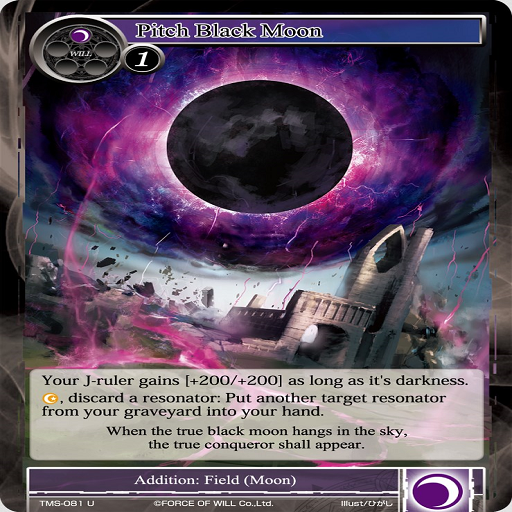 Pitch Black Moon
WILL
1
Your J-ruler gains [+200/+200] as long as it's darkness.
, discard a resonator: Put another target resonator
from your graveyard into your hand.
When the true black moon hangs in the sky,
the true conqueror shall appear.
Addition: Field (Moon)
TMS-081 U ©FORCE OF WILL Co.,Ltd. Illust/ひがし